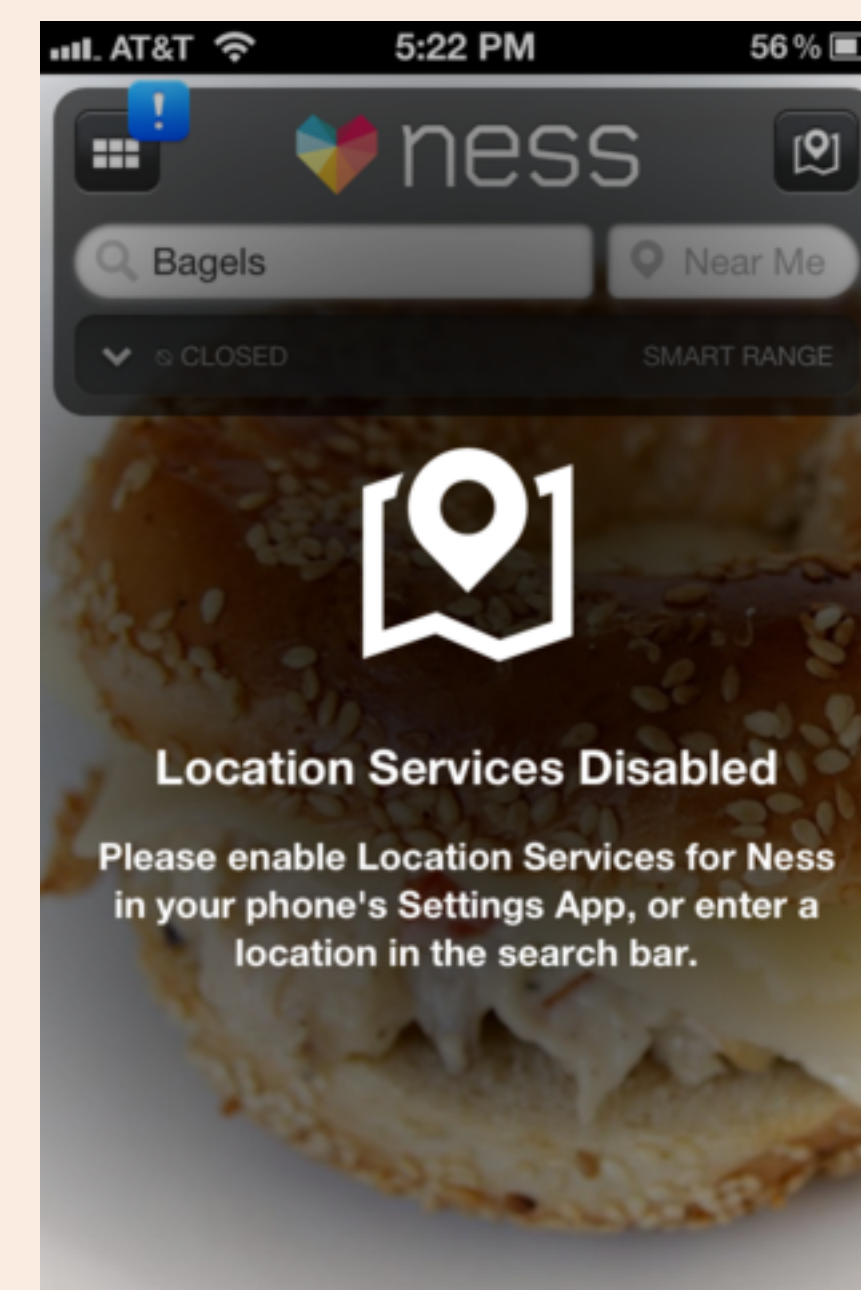 AT&T 5:22 PM 56%
!
ness
Bagels Near Me
CLOSED SMART RANGE
Location Services Disabled
Please enable Location Services for Ness
in your phone's Settings App, or enter a
location in the search bar.